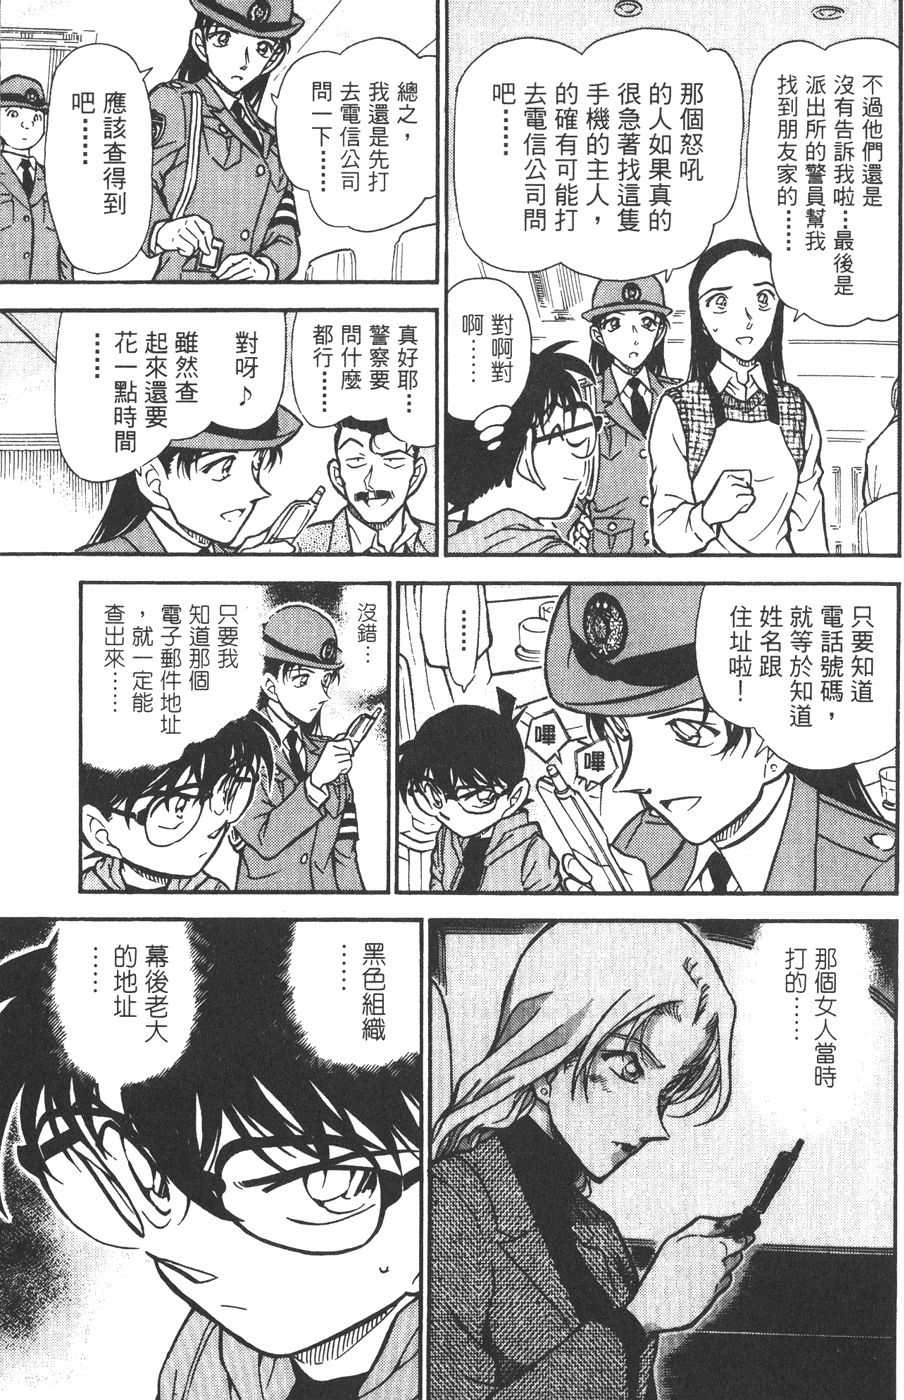 不過他們還是
沒有告訴我啦…最後是
派出所的警員幫我
找到朋友家的……
那個怒吼
的人如果真的
很急著找這隻
手機的主人，
的確有可能打
去電信公司問
吧……
對啊對
啊……
總之，
我還是先打
去電信公司
問一下……
應該查得到
吧……
真好耶…
警察要
問什麼
都行…
對呀♪
雖然查
起來還要
花一點時間
……
只要知道
電話號碼，
就等於知道
姓名跟
住址啦！
嗶
嗶
……
沒錯…
只要我
知道那個
電子郵件地址
，就一定能
查出來……
那個女人當時
打的……
黑色組織
……
幕後老大
的地址
……